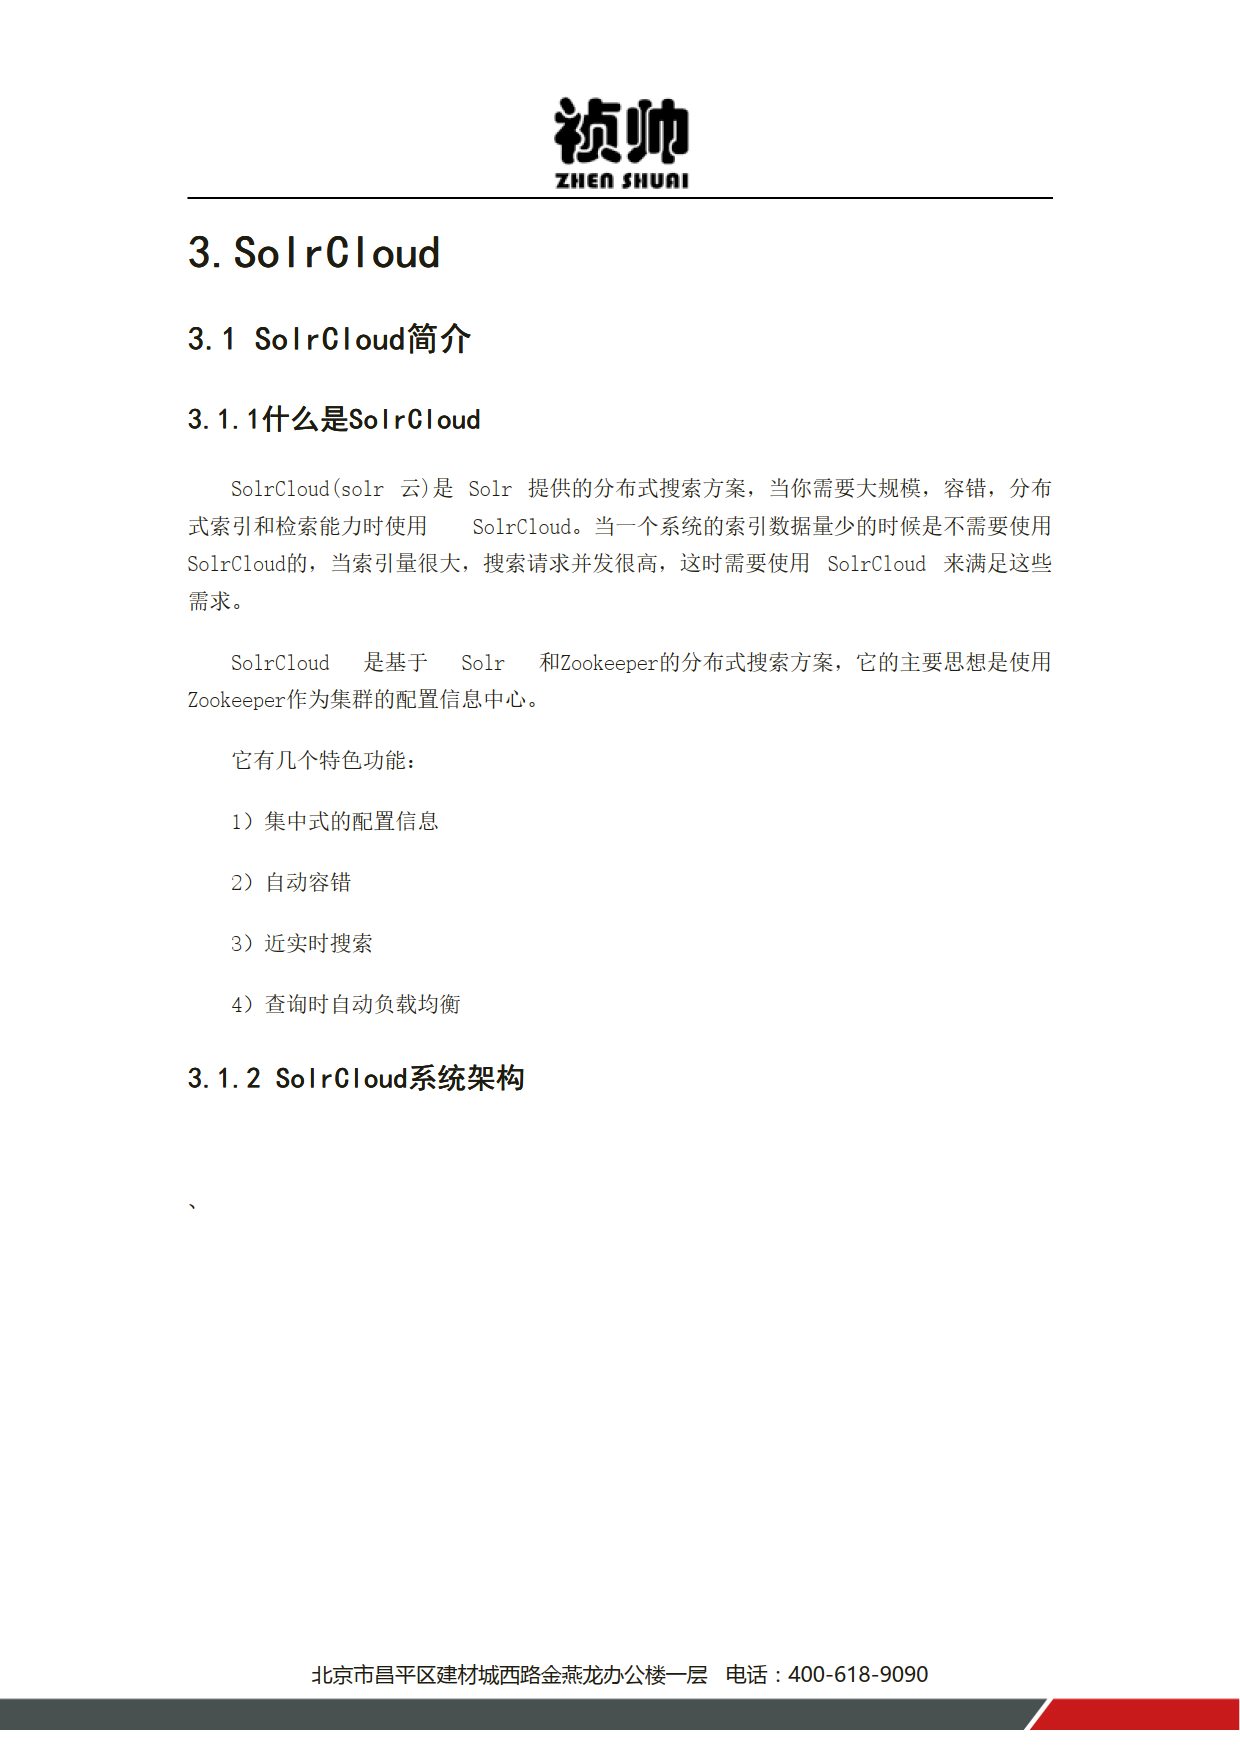 祯帅
ZHEN SHUAI
3.SolrCloud
3.1 SolrCloud简介
3.1.1什么是SolrCloud
SolrCloud(solr 云)是 Solr 提供的分布式搜索方案，当你需要大规模，容错，分布
式索引和检索能力时使用 SolrCloud。当一个系统的索引数据量少的时候是不需要使用
SolrCloud的，当索引量很大，搜索请求并发很高，这时需要使用 SolrCloud 来满足这些
需求。
SolrCloud 是基于 Solr 和Zookeeper的分布式搜索方案，它的主要思想是使用
Zookeeper作为集群的配置信息中心。
它有几个特色功能：
1）集中式的配置信息
2）自动容错
3）近实时搜索
4）查询时自动负载均衡
3.1.2 SolrCloud系统架构
、
北京市昌平区建材城西路金燕龙办公楼一层 电话：400-618-9090